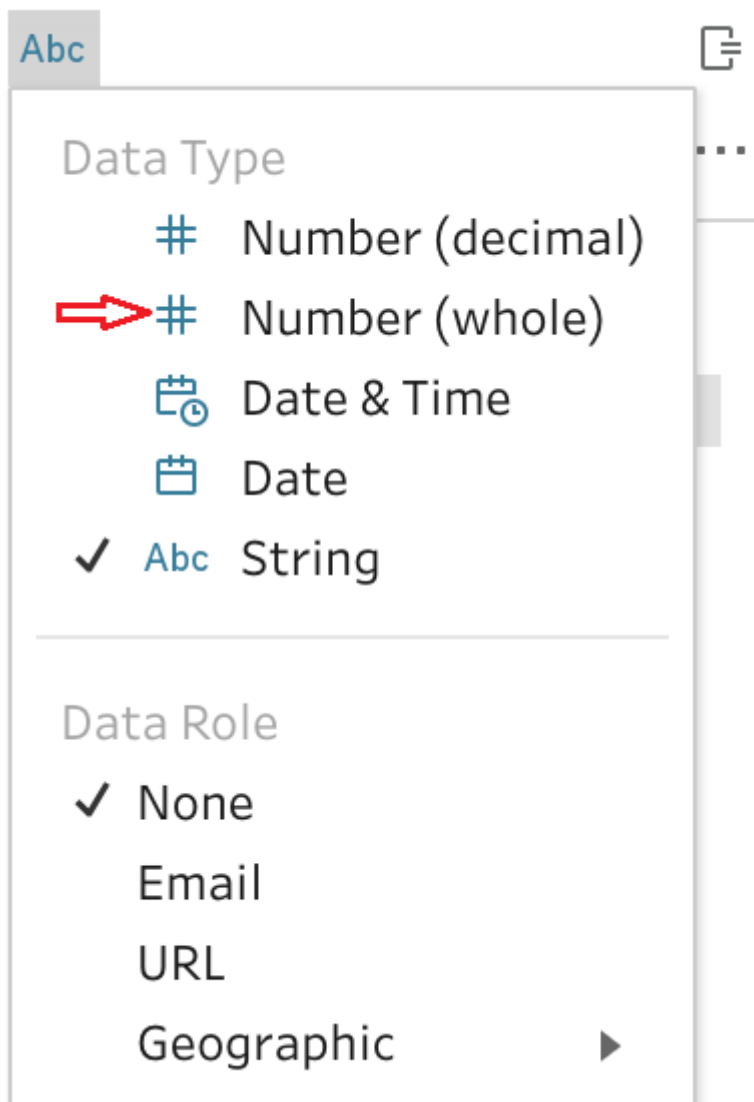 Abc
Data Type
Number (decimal)
Number (whole)
Date & Time
Date
Abc String
Data Role
None
Email
URL
Geographic